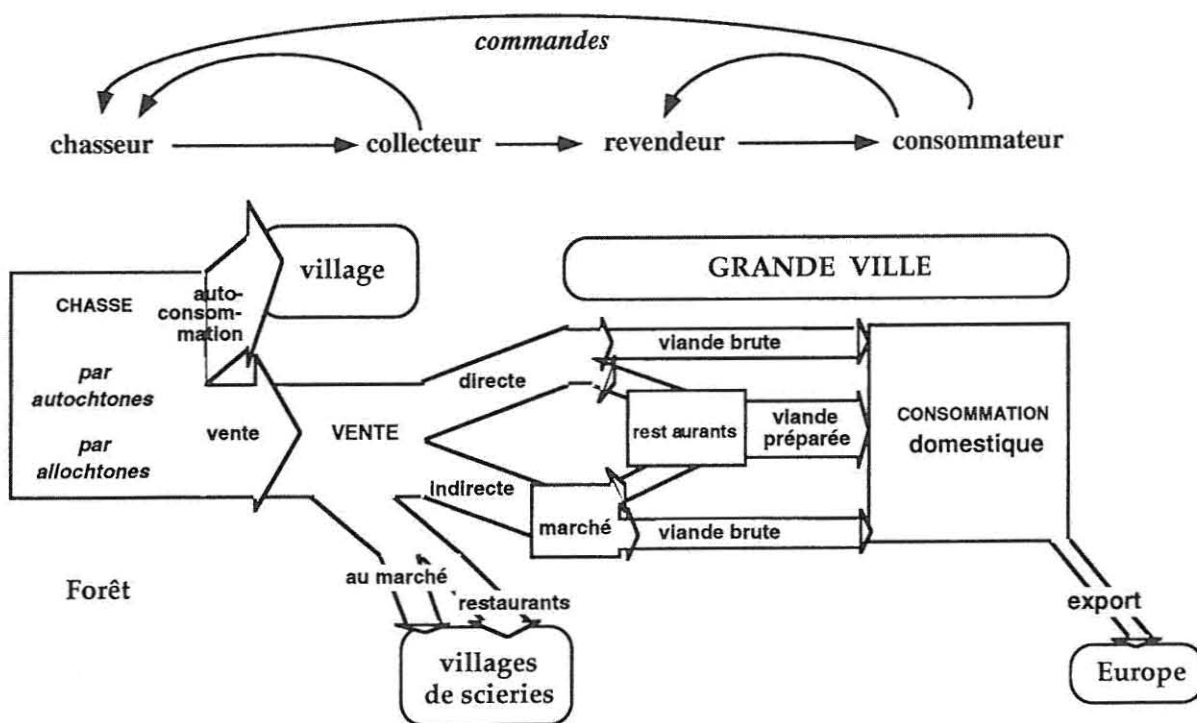 commandes
chasseur collecteur revendeur consommateur
village
GRANDE VILLE
CHASSE
auto-
consom-
mation
par
autochtones
par
allochtones
vente
VENTE
directe
indirecte
viande brute
rest aurants
viande
préparée
CONSOMMATION
domestique
marché
viande brute
Forêt
au marché
restaurants
villages
de scieries
export
Europe